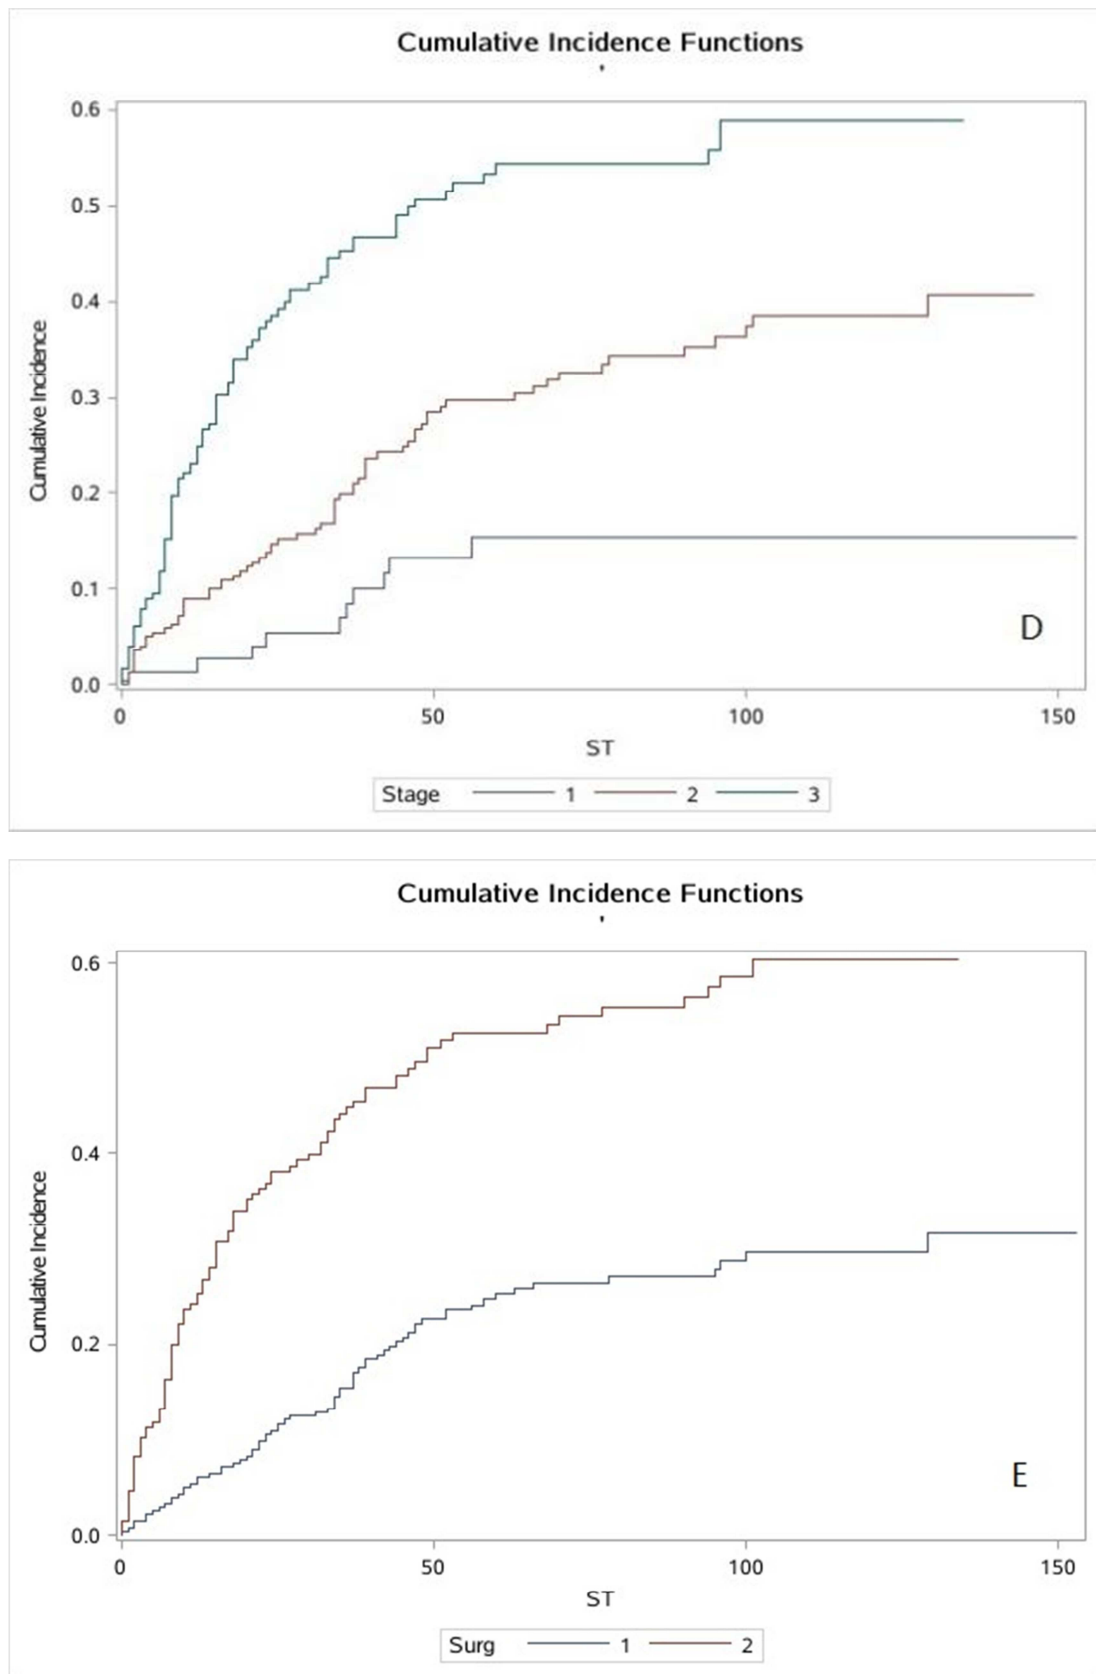 Cumulative Incidence Functions
0.6
0.5
0.4
0.3
0.2
0.1
0.0
Cumulative Incidence
D
0 50 100 150
ST
Stage 1 2 3
Cumulative Incidence Functions
0.6
0.4
0.2
0.0
Cumulative Incidence
E
0 50 100 150
ST
Surg 1 2